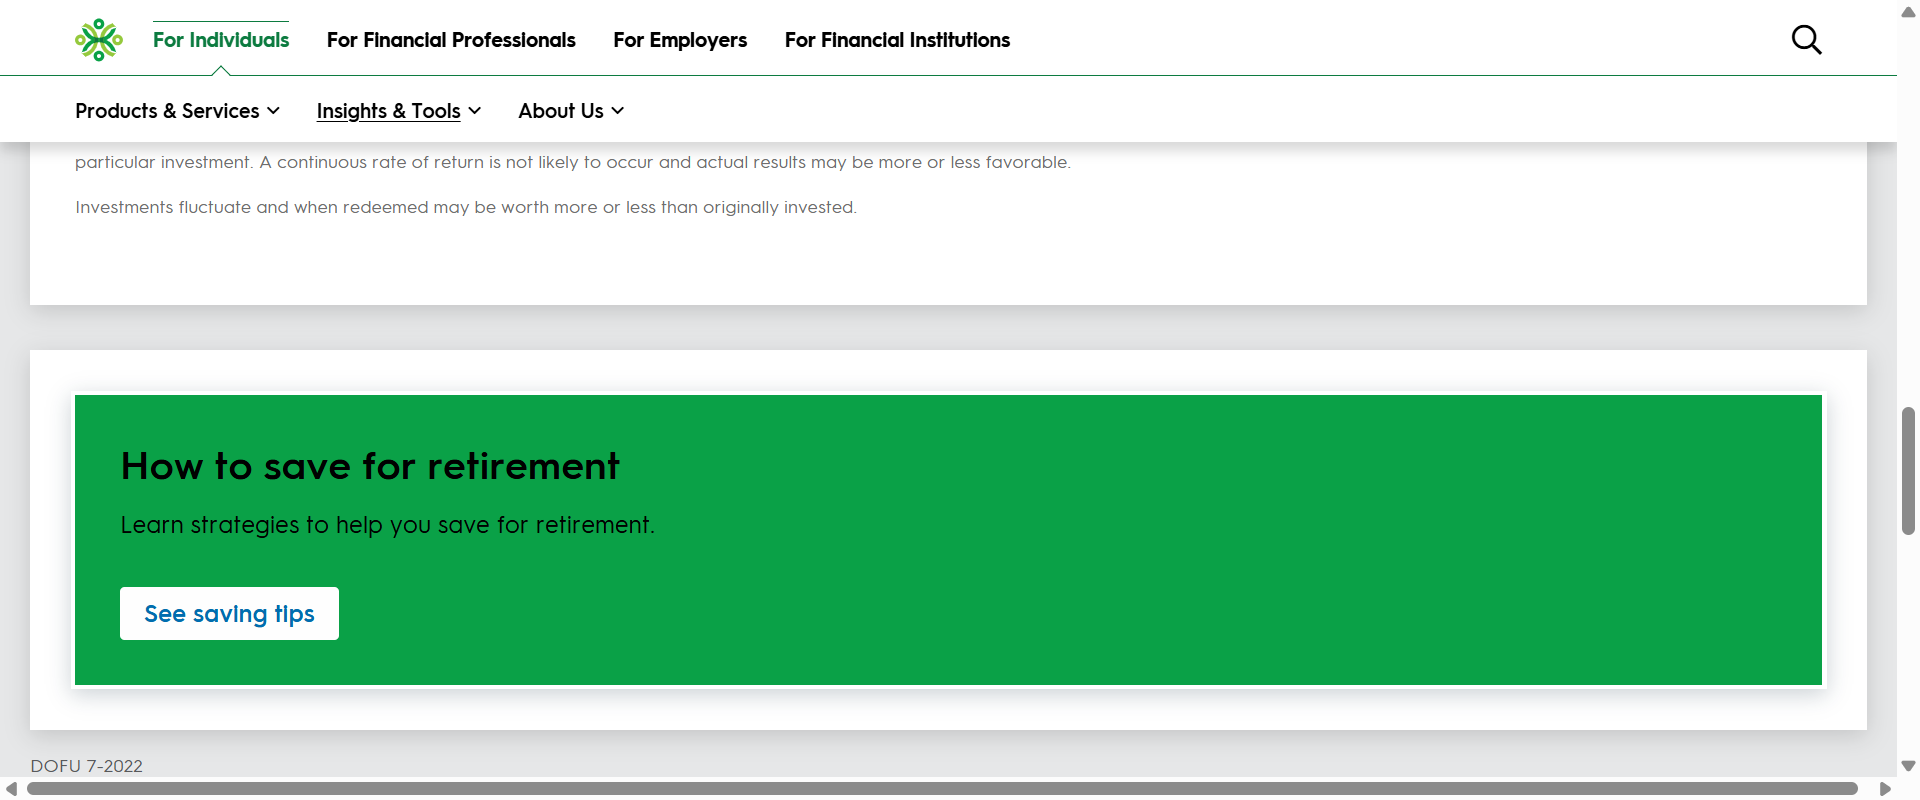 For Individuals For Financial Professionals For Employers For Financial Institutions
Products & Services Insights & Tools About Us
particular investment. A continuous rate of return is not likely to occur and actual results may be more or less favorable.
Investments fluctuate and when redeemed may be worth more or less than originally invested.
How to save for retirement
Learn strategies to help you save for retirement.
See saving tips
DOFU 7-2022